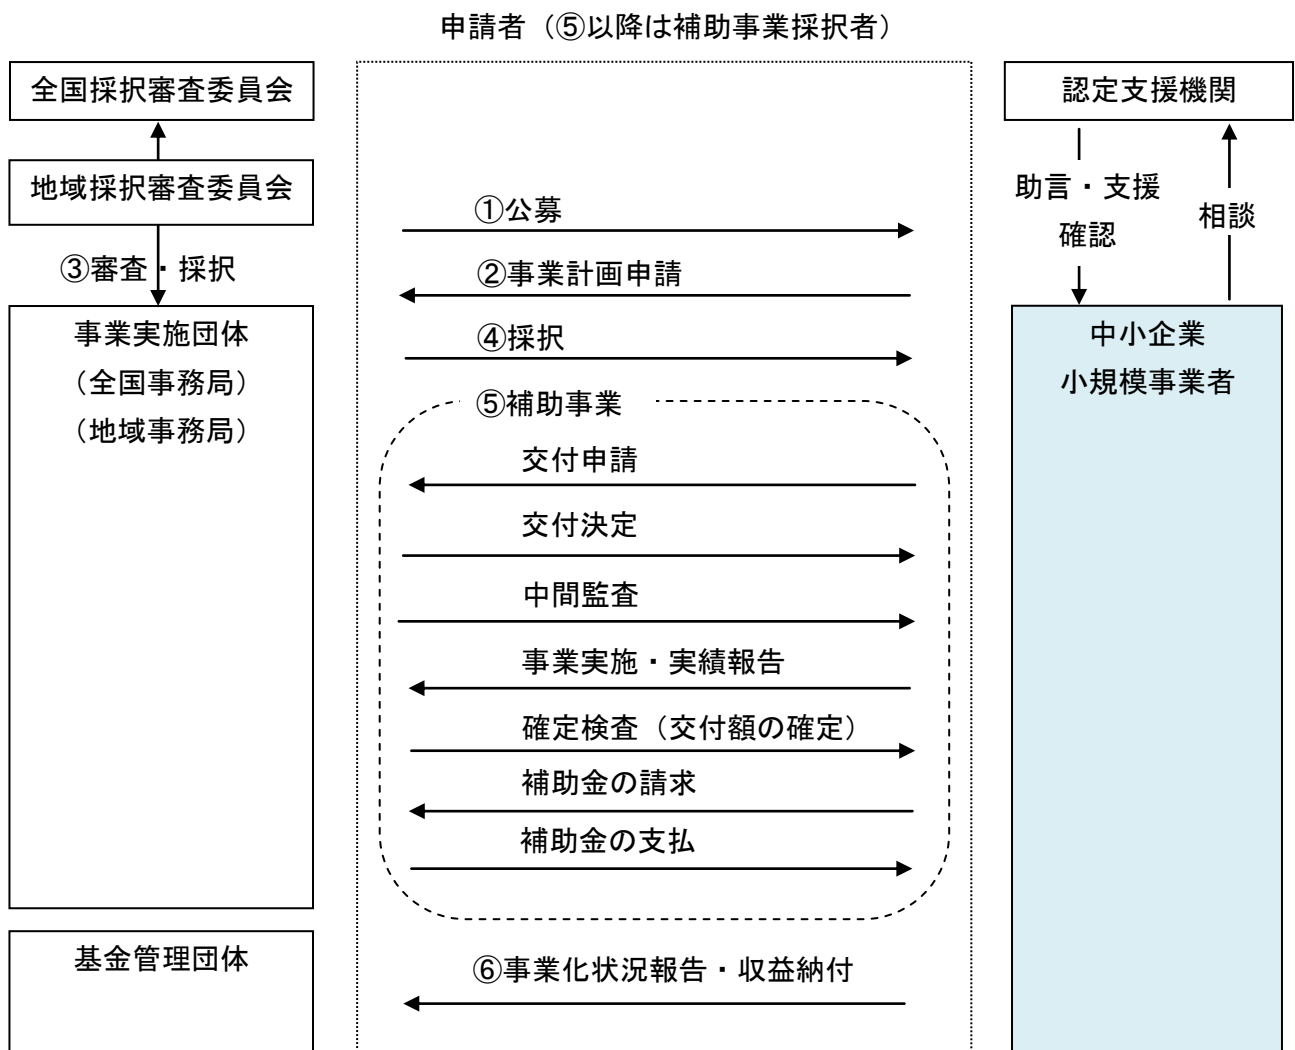 申請者（⑤以降は補助事業採択者）
全国採択審査委員会
地域採択審査委員会
③審査・採択
事業実施団体
（全国事務局）
（地域事務局）
基金管理団体
①公募
②事業計画申請
④採択
⑤補助事業
交付申請
交付決定
中間監査
事業実施・実績報告
確定検査（交付額の確定）
補助金の請求
補助金の支払
⑥事業化状況報告・収益納付
認定支援機関
助言・支援
確認
相談
中小企業
小規模事業者